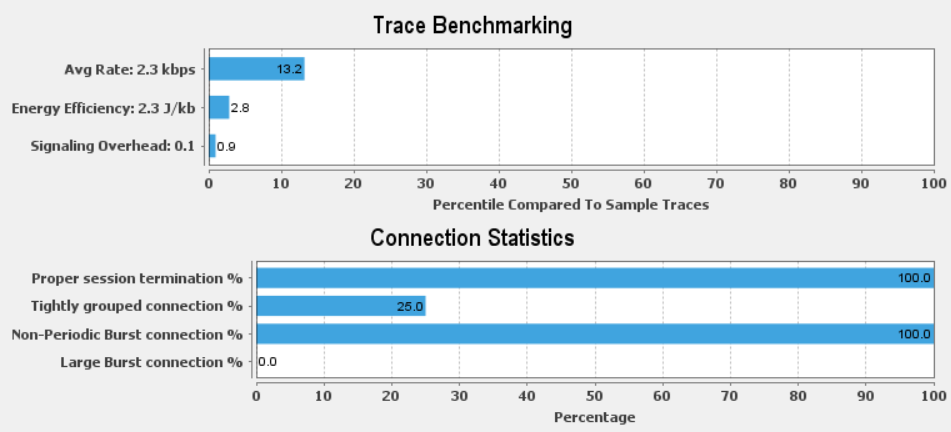 Trace Benchmarking
Avg Rate: 2.3 kbps
13.2
Energy Efficiency: 2.3 J/kb
2.8
Signaling Overhead: 0.1
0.9
0 10 20 30 40 50 60 70 80 90 100
Percentile Compared To Sample Traces
Connection Statistics
Proper session termination %
100.0
Tightly grouped connection %
25.0
Non-Periodic Burst connection %
100.0
Large Burst connection %
0.0
0 10 20 30 40 50 60 70 80 90 100
Percentage